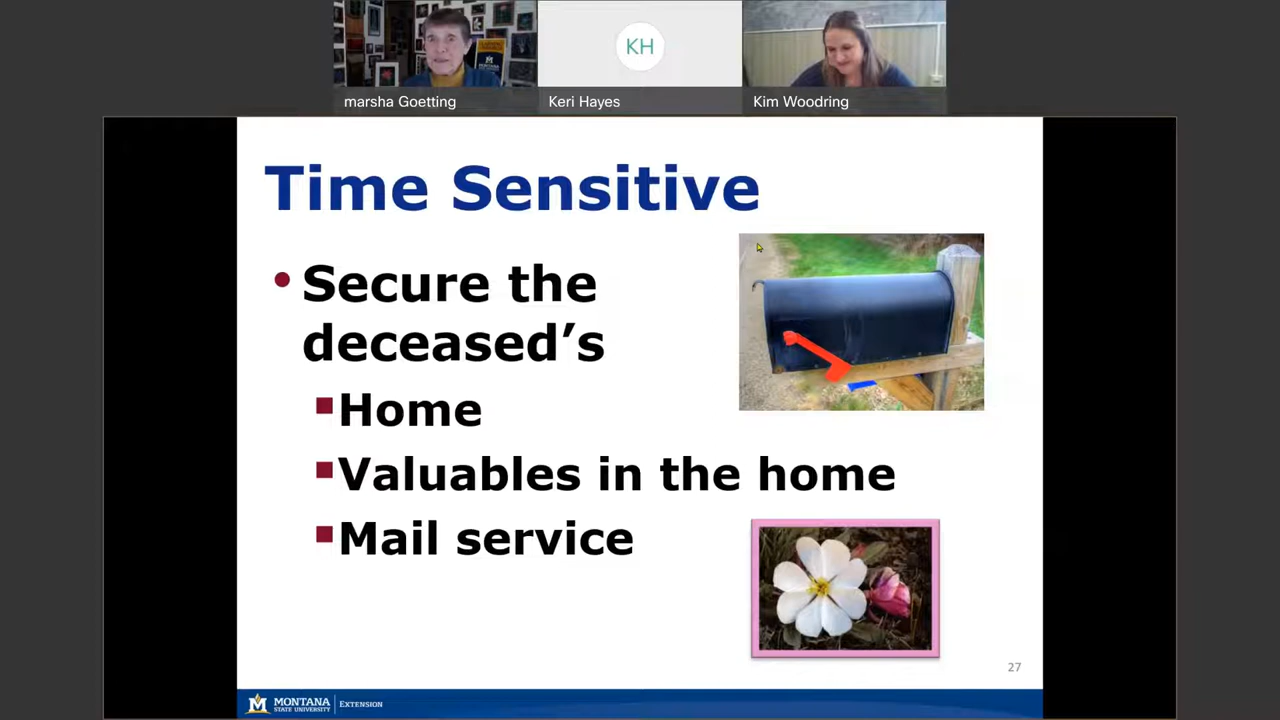 KH
marsha Goetting
Keri Hayes
Kim Woodring
Time Sensitive
• Secure the
deceased’s
▪Home
▪Valuables in the home
▪Mail service
27
MONTANA
STATE UNIVERSITY
EXTENSION